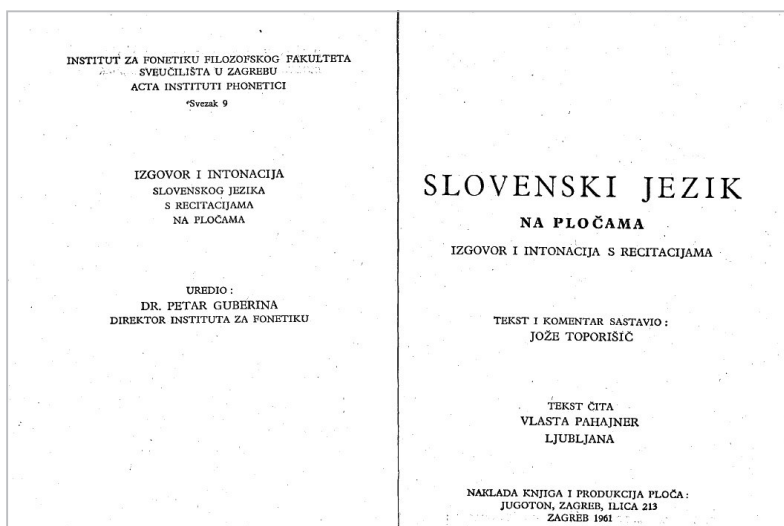 INSTITUT ZA FONETIKU FILOZOFSKOG FAKULTETA
SVEUČILIŠTA U ZAGREBU
ACTA INSTITUTI PHONETICI
Svezak 9
IZGOVOR I INTONACIJA
SLOVENSKOG JEZIKA
S RECITACIJAMA
NA PLOČAMA
UREDIO:
DR. PETAR GUBERINA
DIREKTOR INSTITUTA ZA FONETIKU
SLOVENSKI JEZIK
NA PLOČAMA
IZGOVOR I INTONACIJA S RECITACIJAMA
TEKST I KOMENTAR SASTAVIO:
JOŽE TOPORIŠIČ
TEKST ČITA
VLASTA PAHAJNER
LJUBLJANA
NAKLADA KNJIGA I PRODUKCIJA PLOČA:
JUGOTON, ZAGREB, ILICA 213
ZAGREB 1961